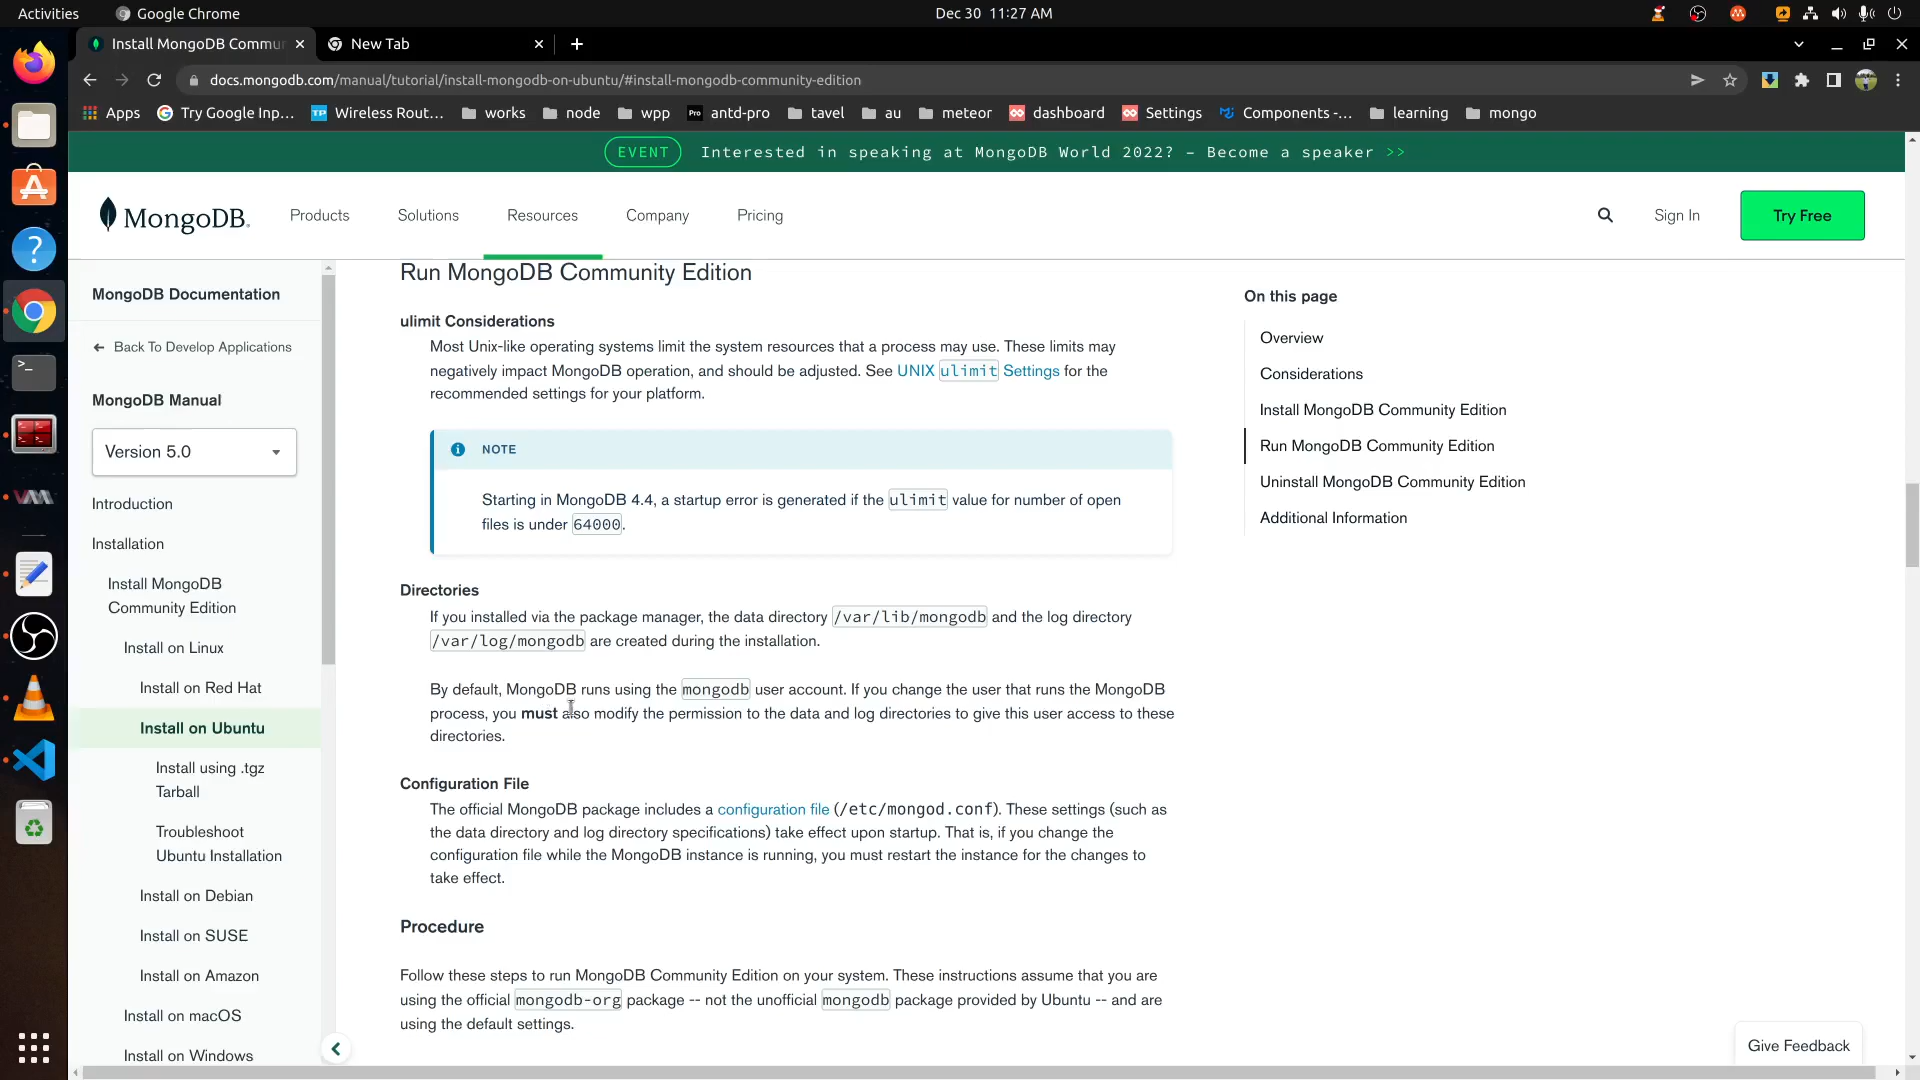 Activities
Google Chrome
Dec 30 11:27 AM
Install MongoDB Commun
New Tab
docs.mongodb.com/manual/tutorial/install-mongodb-on-ubuntu/#install-mongodb-community-edition
Apps
Try Google Inp...
Wireless Rout...
works
node
wpp
antd-pro
tavel
au
meteor
dashboard
Settings
Components -...
learning
mongo
EVENT
Interested in speaking at MongoDB World 2022? – Become a speaker >>
MongoDB.
Products
Solutions
Resources
Company
Pricing
Sign In
Try Free
MongoDB Documentation
Back To Develop Applications
MongoDB Manual
Version 5.0
Introduction
Installation
Install MongoDB
Community Edition
Install on Linux
Install on Red Hat
Install on Ubuntu
Install using .tgz
Tarball
Troubleshoot
Ubuntu Installation
Install on Debian
Install on SUSE
Install on Amazon
Install on macOS
Install on Windows
Run MongoDB Community Edition
ulimit Considerations
Most Unix-like operating systems limit the system resources that a process may use. These limits may
negatively impact MongoDB operation, and should be adjusted. See UNIX ulimit Settings for the
recommended settings for your platform.
NOTE
Starting in MongoDB 4.4, a startup error is generated if the ulimit value for number of open
files is under 64000.
Directories
If you installed via the package manager, the data directory /var/lib/mongodb and the log directory
/var/log/mongodb are created during the installation.
By default, MongoDB runs using the mongodb user account. If you change the user that runs the MongoDB
process, you must also modify the permission to the data and log directories to give this user access to these
directories.
Configuration File
The official MongoDB package includes a configuration file (/etc/mongod.conf). These settings (such as
the data directory and log directory specifications) take effect upon startup. That is, if you change the
configuration file while the MongoDB instance is running, you must restart the instance for the changes to
take effect.
Procedure
Follow these steps to run MongoDB Community Edition on your system. These instructions assume that you are
using the official mongodb-org package -- not the unofficial mongodb package provided by Ubuntu -- and are
using the default settings.
On this page
Overview
Considerations
Install MongoDB Community Edition
Run MongoDB Community Edition
Uninstall MongoDB Community Edition
Additional Information
Give Feedback